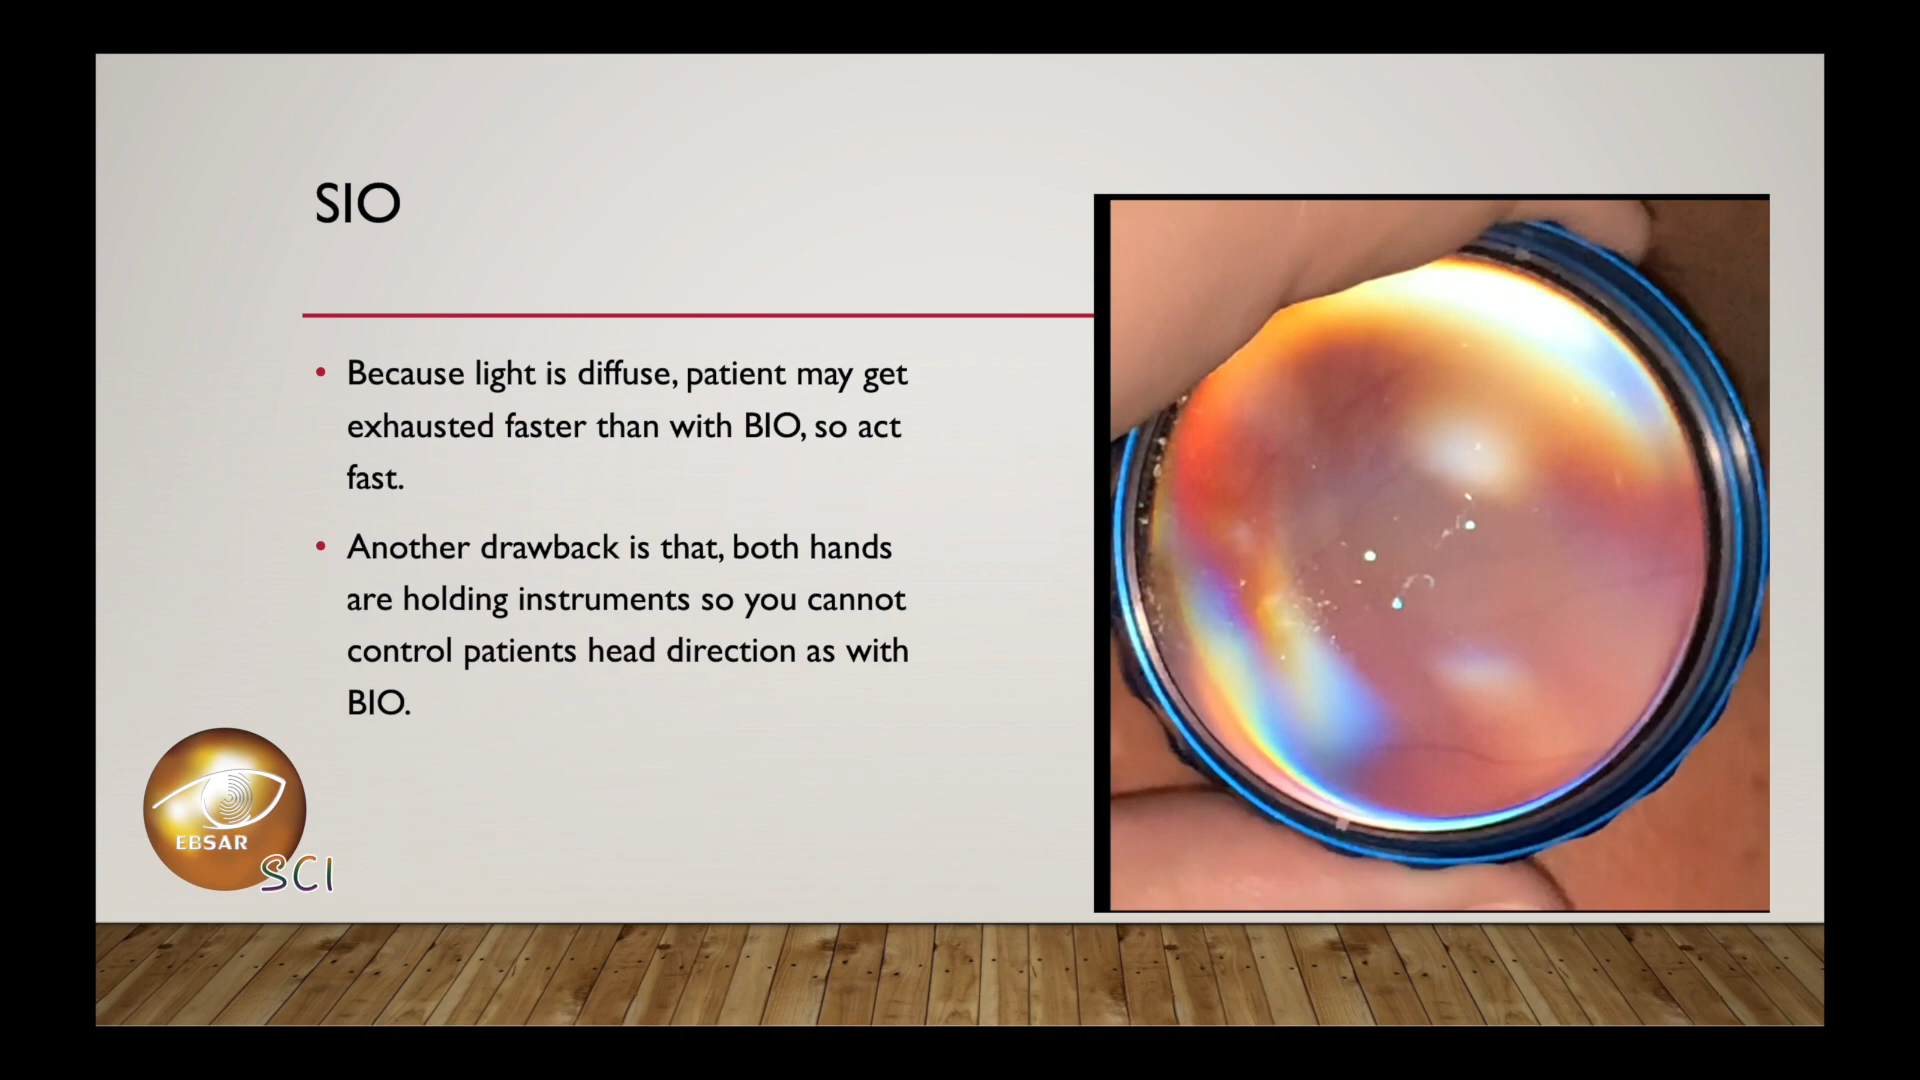 SIO
• Because light is diffuse, patient may get
exhausted faster than with BIO, so act
fast.
• Another drawback is that, both hands
are holding instruments so you cannot
control patients head direction as with
BIO.
EBSAR
SCI